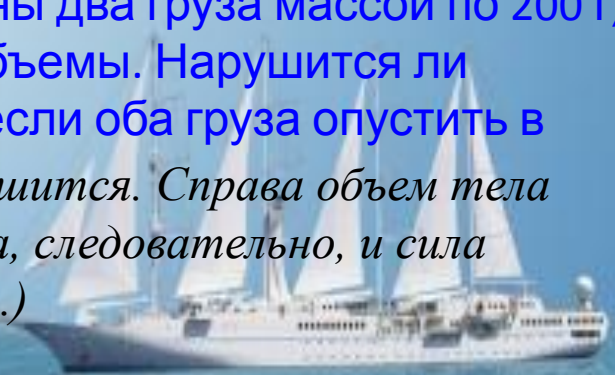 ны два груза массой по 200 г,
бъемы. Нарушится ли
если оба груза опустить в
шится. Справа объем тела
а, следовательно, и сила
.)